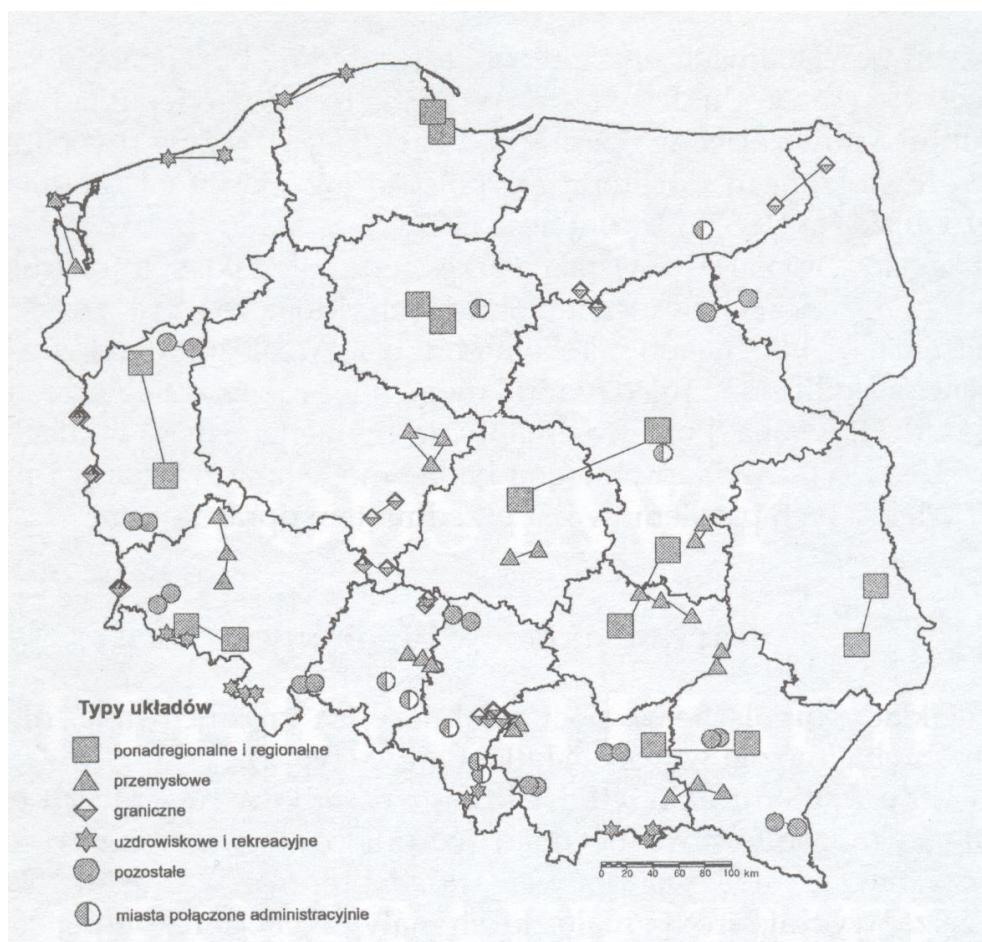 Typy układów
ponadregionalne i regionalne
przemysłowe
graniczne
uzdrowiskowe i rekreacyjne
pozostałe
miasta połączone administracyjnie
0 20 40 60 80 100 km